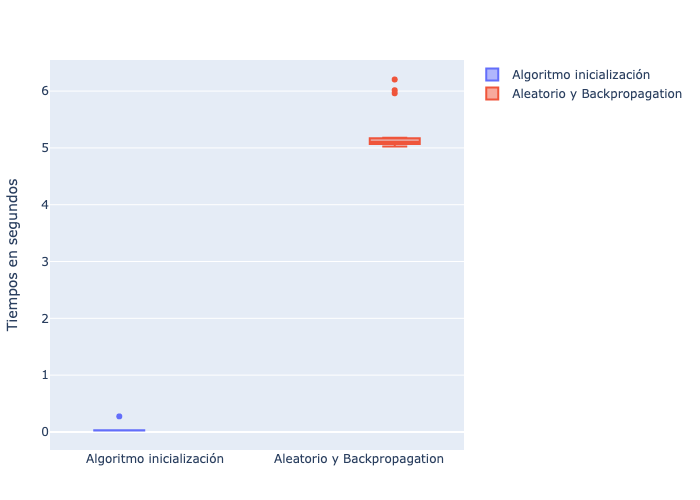 Tiempos en segundos
6
5
4
3
2
1
0
Algoritmo inicialización
Aleatorio y Backpropagation
Algoritmo inicialización
Aleatorio y Backpropagation